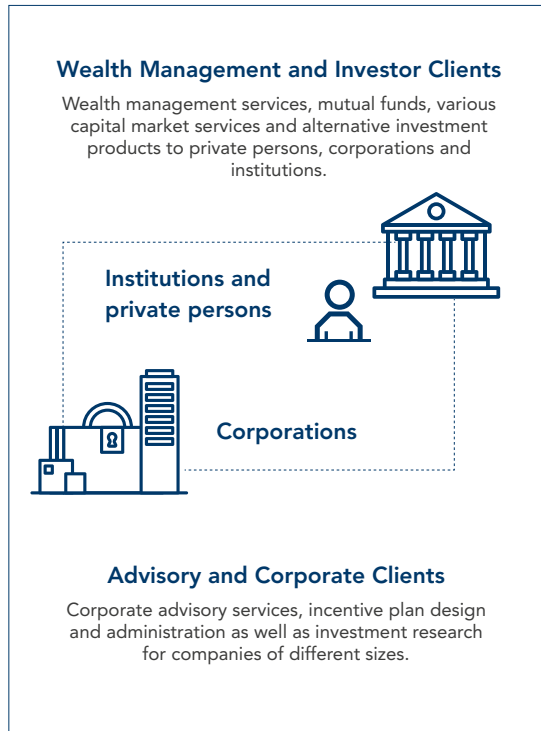 Wealth Management and Investor Clients
Wealth management services, mutual funds, various
capital market services and alternative investment
products to private persons, corporations and
institutions.
Institutions and
private persons
Corporations
Advisory and Corporate Clients
Corporate advisory services, incentive plan design
and administration as well as investment research
for companies of different sizes.